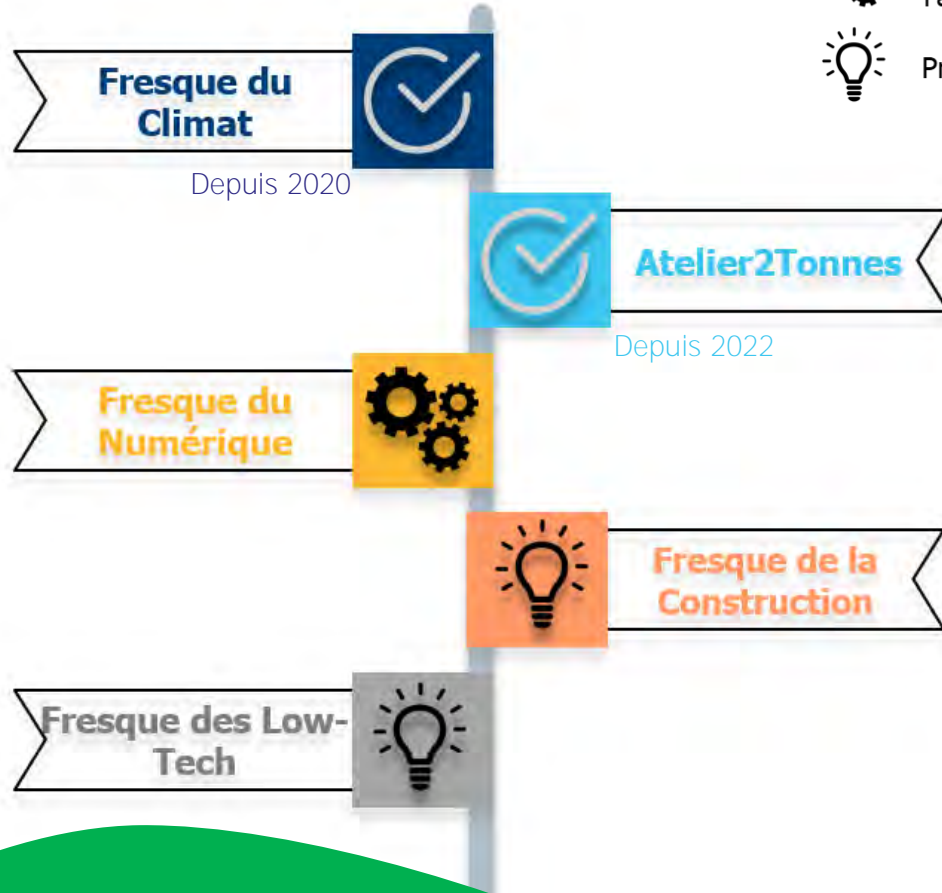 Fresque du
Climat
Depuis 2020
Atelier2Tonnes
Depuis 2022
Fresque du
Numérique
Fresque de la
Construction
Fresque des Low-
Tech